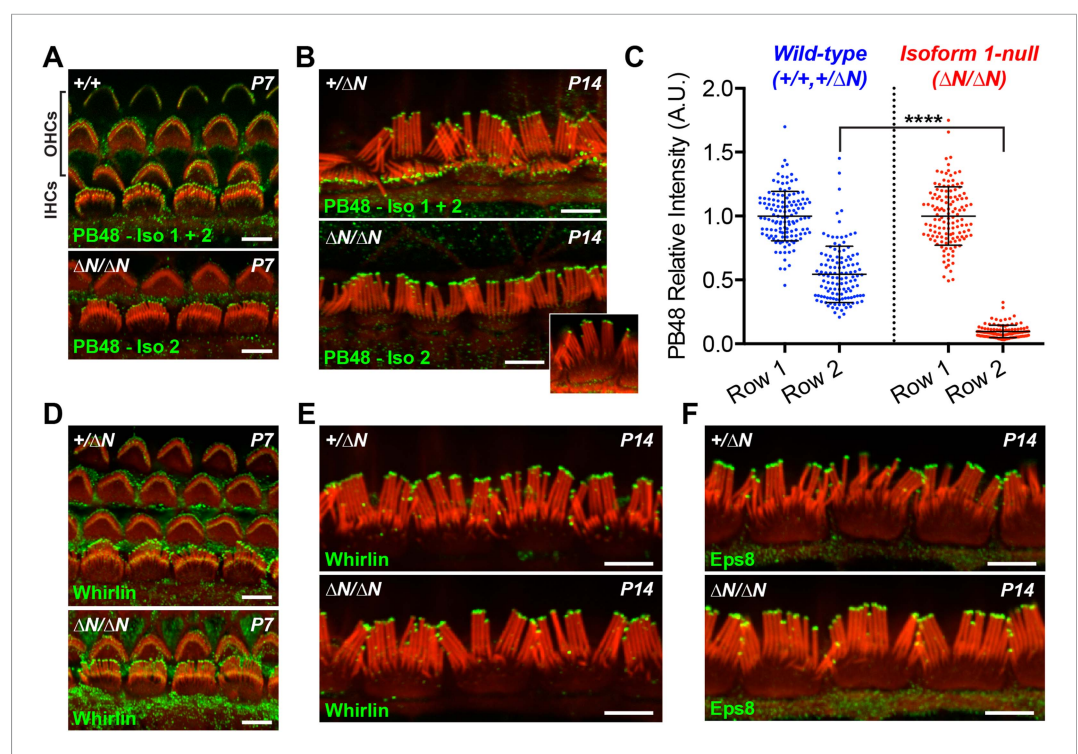 A
+/+
P7
OHCs
IHCs
PB48 - Iso 1 + 2
ΔN/ΔN
P7
PB48 - Iso 2
B
+/ΔN
P14
PB48 - Iso 1 + 2
ΔN/ΔN
P14
PB48 - Iso 2
C
Wild-type
(+/+,+/ΔN)
Isoform 1-null
(ΔN/ΔN)
PB48 Relative Intensity (A.U.)
2.0
1.5
1.0
0.5
0.0
****
Row 1
Row 2
Row 1
Row 2
D
+/ΔN
P7
Whirlin
ΔN/ΔN
P7
Whirlin
E
+/ΔN
P14
Whirlin
ΔN/ΔN
P14
Whirlin
F
+/ΔN
P14
Eps8
ΔN/ΔN
P14
Eps8